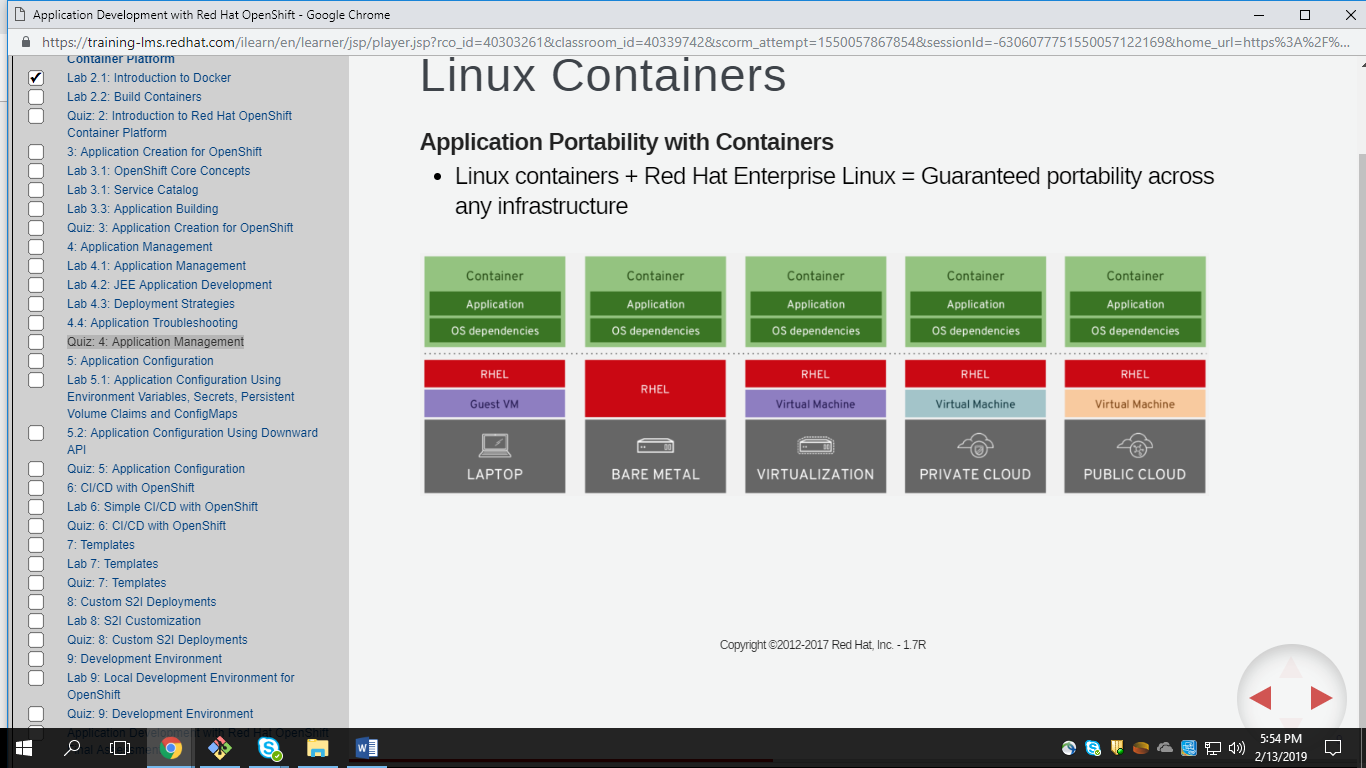 Application Development with Red Hat OpenShift - Google Chrome
https://training-lms.redhat.com/ilearn/en/learner/jsp/player.jsp?rco_id=40303261&classroom_id=40339742&scorm_attempt=1550057867854&sessionId=-6306077751550057122169&home_url=https%3A%2F%...
Container Platform
Lab 2.1: Introduction to Docker
Lab 2.2: Build Containers
Quiz: 2: Introduction to Red Hat OpenShift
Container Platform
3: Application Creation for OpenShift
Lab 3.1: OpenShift Core Concepts
Lab 3.1: Service Catalog
Lab 3.3: Application Building
Quiz: 3: Application Creation for OpenShift
4: Application Management
Lab 4.1: Application Management
Lab 4.2: JEE Application Development
Lab 4.3: Deployment Strategies
4.4: Application Troubleshooting
Quiz: 4: Application Management
5: Application Configuration
Lab 5.1: Application Configuration Using
Environment Variables, Secrets, Persistent
Volume Claims and ConfigMaps
5.2: Application Configuration Using Downward
API
Quiz: 5: Application Configuration
6: CI/CD with OpenShift
Lab 6: Simple CI/CD with OpenShift
Quiz: 6: CI/CD with OpenShift
7: Templates
Lab 7: Templates
Quiz: 7: Templates
8: Custom S2I Deployments
Lab 8: S2I Customization
Quiz: 8: Custom S2I Deployments
9: Development Environment
Lab 9: Local Development Environment for
OpenShift
Quiz: 9: Development Environment
Application Development with Red Hat OpenShift
Linux Containers
Application Portability with Containers
• Linux containers + Red Hat Enterprise Linux = Guaranteed portability across
any infrastructure
Container Container Container Container Container
Application Application Application Application Application
OS dependencies OS dependencies OS dependencies OS dependencies OS dependencies
RHEL RHEL RHEL RHEL RHEL
Guest VM Virtual Machine Virtual Machine Virtual Machine
LAPTOP BARE METAL VIRTUALIZATION PRIVATE CLOUD PUBLIC CLOUD
Copyright ©2012-2017 Red Hat, Inc. - 1.7R
5:54 PM
2/13/2019